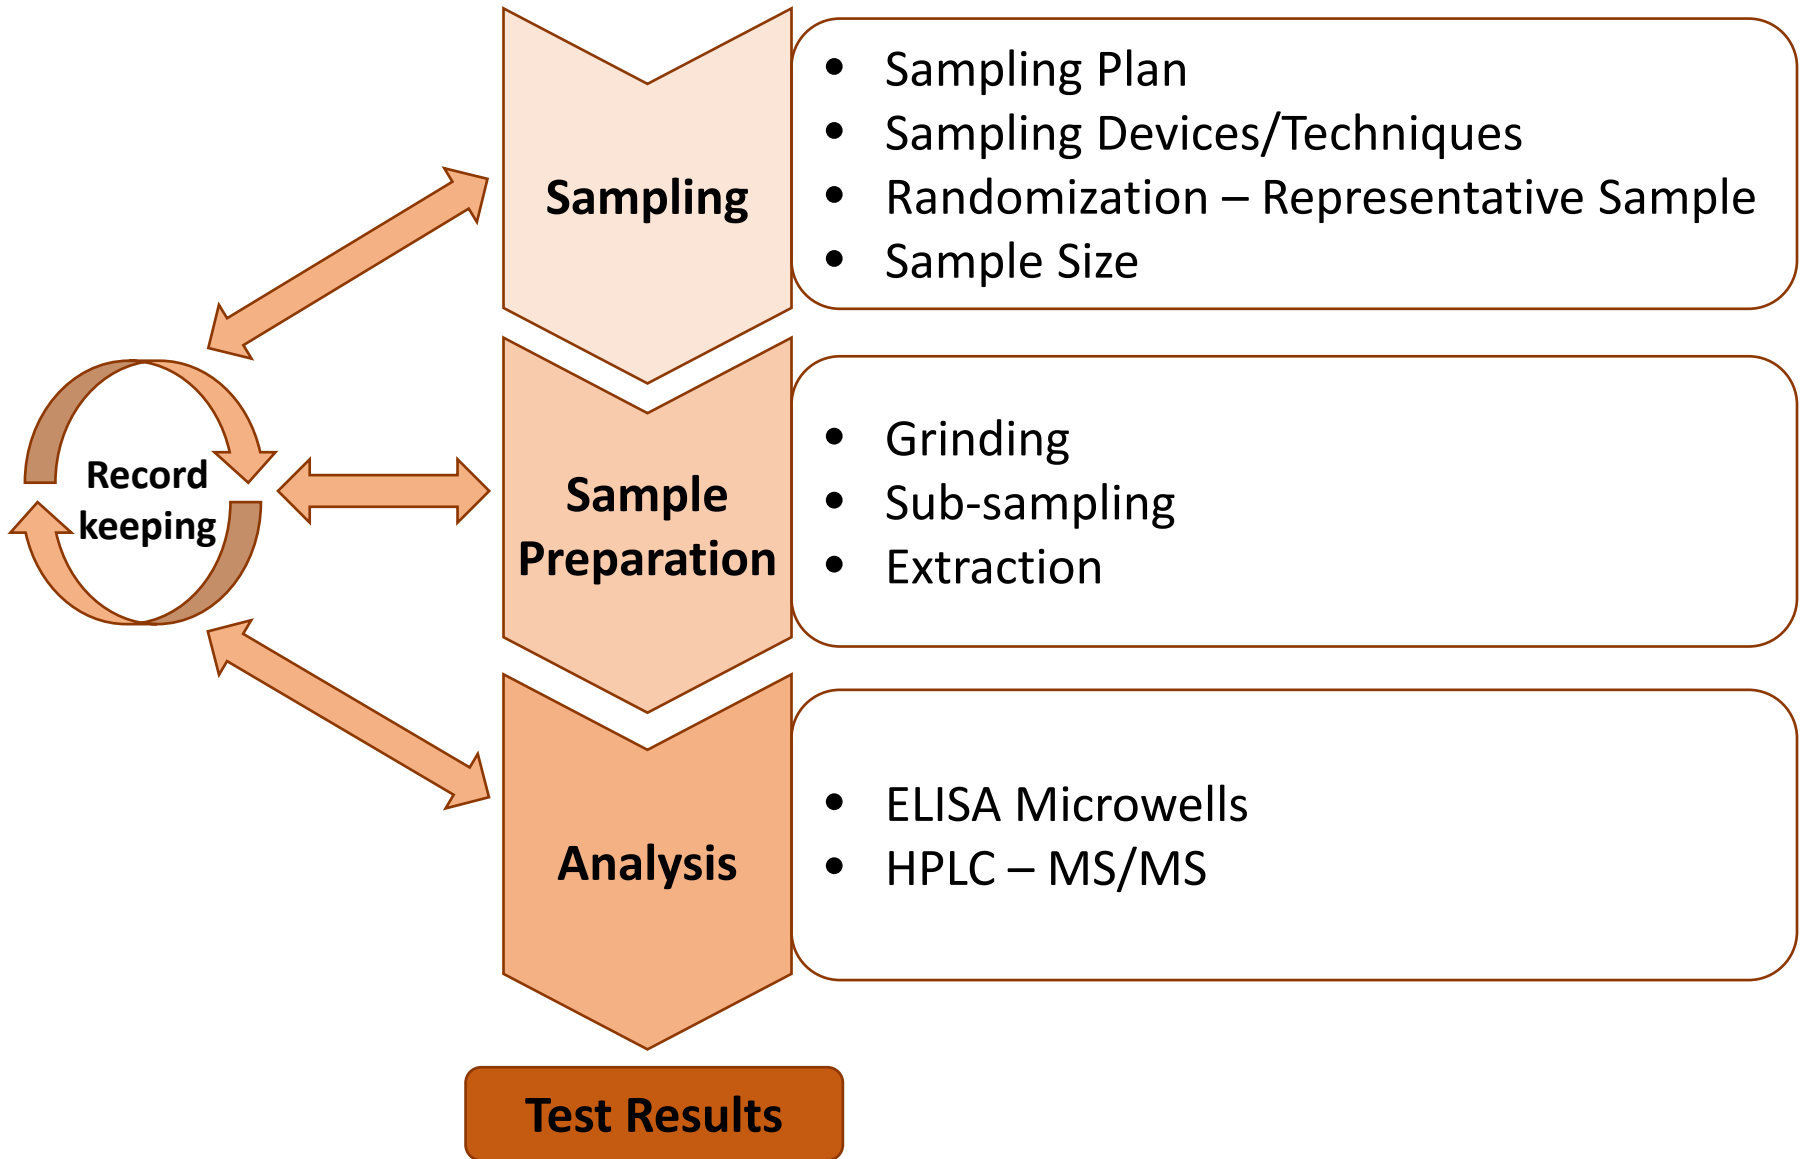 Sampling
• Sampling Plan
• Sampling Devices/Techniques
• Randomization – Representative Sample
• Sample Size
Record
keeping
Sample
Preparation
• Grinding
• Sub-sampling
• Extraction
Analysis
• ELISA Microwells
• HPLC – MS/MS
Test Results